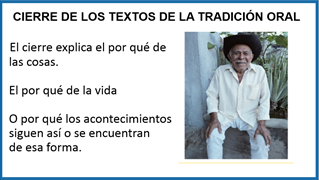 CIERRE DE LOS TEXTOS DE LA TRADICIÓN ORAL
El cierre explica el por qué de
las cosas.
El por qué de la vida
O por qué los acontecimientos
siguen así o se encuentran
de esa forma.